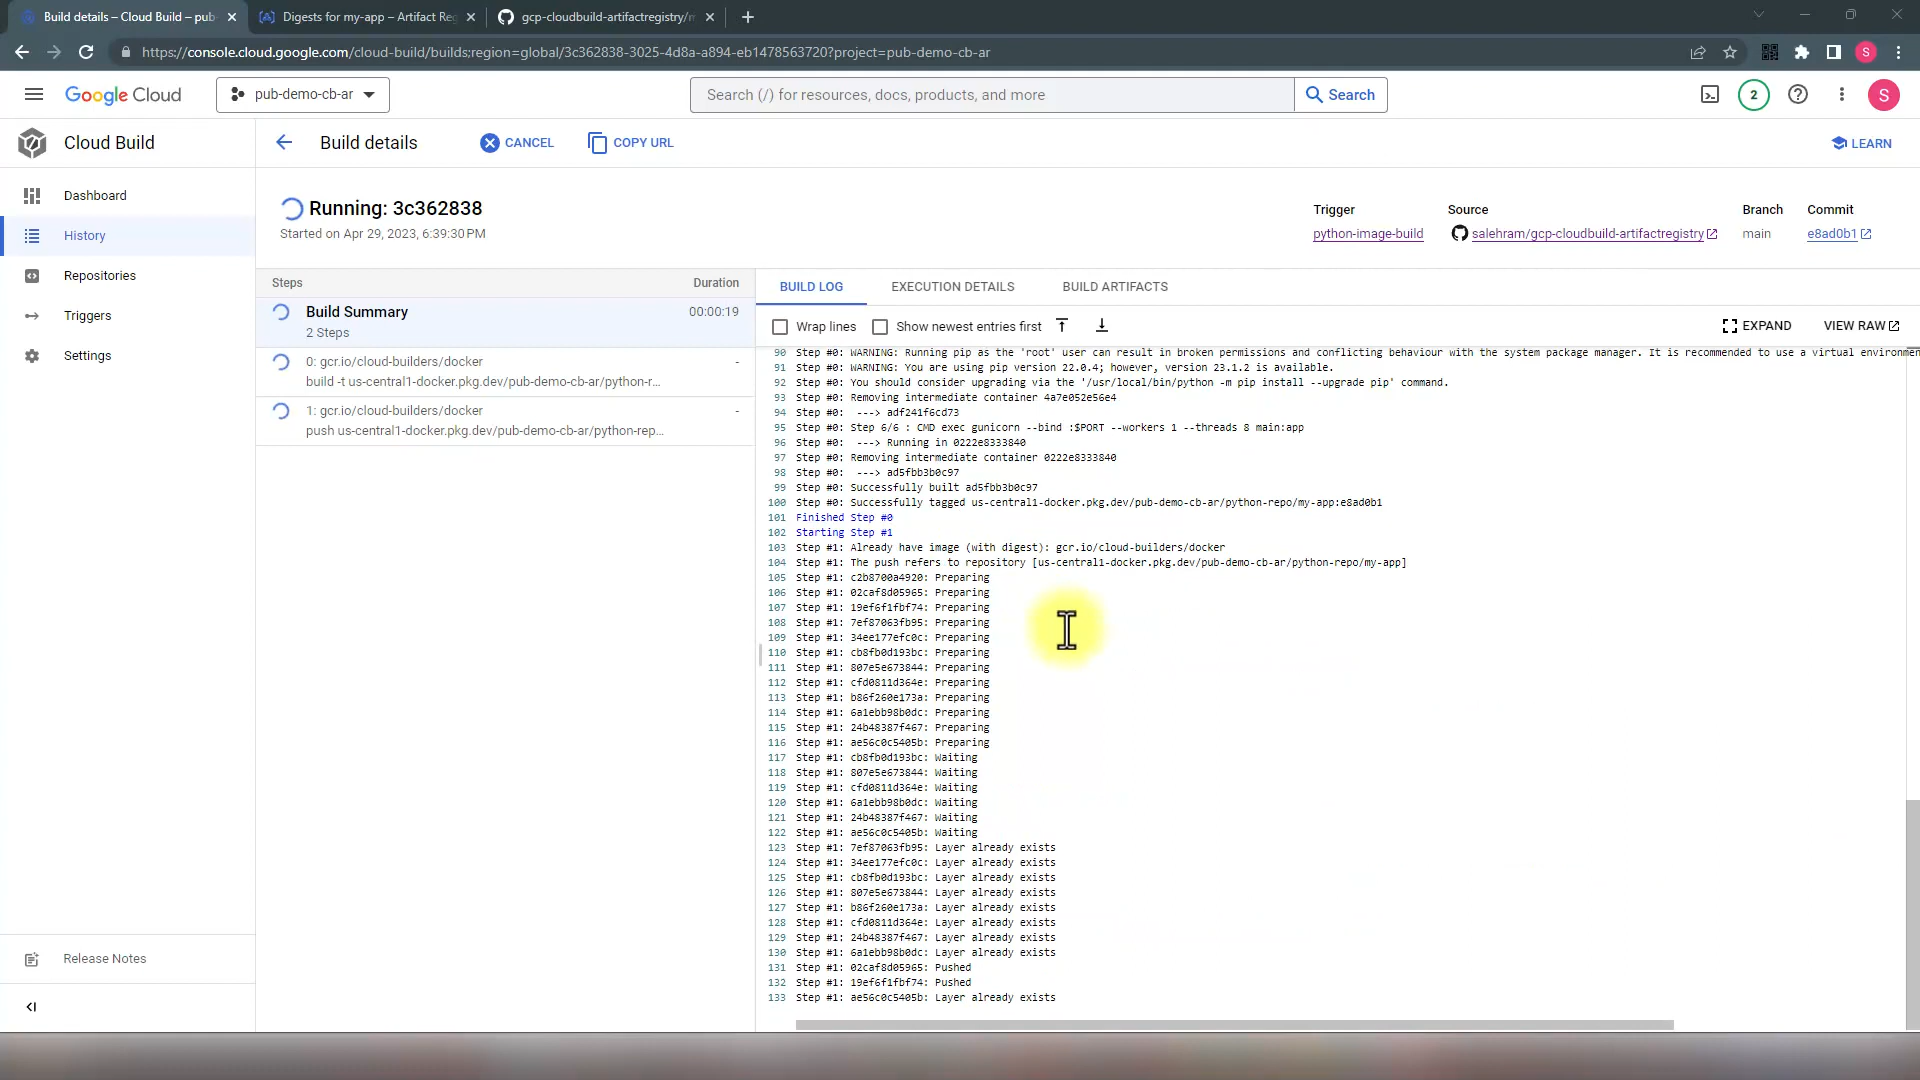 Build details – Cloud Build – pub-
Digests for my-app – Artifact Reg
gcp-cloudbuild-artifactregistry/m
https://console.cloud.google.com/cloud-build/builds;region=global/3c362838-3025-4d8a-a894-eb1478563720?project=pub-demo-cb-ar
S
Google Cloud
pub-demo-cb-ar
Search (/) for resources, docs, products, and more
Search
2
S
Cloud Build
Build details
CANCEL
COPY URL
LEARN
Dashboard
History
Repositories
Triggers
Settings
Release Notes
Running: 3c362838
Started on Apr 29, 2023, 6:39:30 PM
Trigger
python-image-build
Source
salehram/gcp-cloudbuild-artifactregistry
Branch
main
Commit
e8ad0b1
Steps Duration
Build Summary 00:00:19
2 Steps
0: gcr.io/cloud-builders/docker -
build -t us-central1-docker.pkg.dev/pub-demo-cb-ar/python-r...
1: gcr.io/cloud-builders/docker -
push us-central1-docker.pkg.dev/pub-demo-cb-ar/python-rep...
BUILD LOG EXECUTION DETAILS BUILD ARTIFACTS
Wrap lines Show newest entries first EXPAND VIEW RAW
90 Step #0: WARNING: Running pip as the 'root' user can result in broken permissions and conflicting behaviour with the system package manager. It is recommended to use a virtual environmen
91 Step #0: WARNING: You are using pip version 22.0.4; however, version 23.1.2 is available.
92 Step #0: You should consider upgrading via the '/usr/local/bin/python -m pip install --upgrade pip' command.
93 Step #0: Removing intermediate container 4a7e052e56e4
94 Step #0: ---> adf241f6cd73
95 Step #0: Step 6/6 : CMD exec gunicorn --bind :$PORT --workers 1 --threads 8 main:app
96 Step #0: ---> Running in 0222e8333840
97 Step #0: Removing intermediate container 0222e8333840
98 Step #0: ---> ad5fbb3b0c97
99 Step #0: Successfully built ad5fbb3b0c97
100 Step #0: Successfully tagged us-central1-docker.pkg.dev/pub-demo-cb-ar/python-repo/my-app:e8ad0b1
101 Finished Step #0
102 Starting Step #1
103 Step #1: Already have image (with digest): gcr.io/cloud-builders/docker
104 Step #1: The push refers to repository [us-central1-docker.pkg.dev/pub-demo-cb-ar/python-repo/my-app]
105 Step #1: c2b8700a4920: Preparing
106 Step #1: 02caf8d05965: Preparing
107 Step #1: 19ef6f1fbf74: Preparing
108 Step #1: 7ef87063fb95: Preparing
109 Step #1: 34ee177efc0c: Preparing
110 Step #1: cb8fb0d193bc: Preparing
111 Step #1: 807e5e673844: Preparing
112 Step #1: cfd0811d364e: Preparing
113 Step #1: b86f260e173a: Preparing
114 Step #1: 6a1ebb98b0dc: Preparing
115 Step #1: 24b48387f467: Preparing
116 Step #1: ae56c0c5405b: Preparing
117 Step #1: cb8fb0d193bc: Waiting
118 Step #1: 807e5e673844: Waiting
119 Step #1: cfd0811d364e: Waiting
120 Step #1: 6a1ebb98b0dc: Waiting
121 Step #1: 24b48387f467: Waiting
122 Step #1: ae56c0c5405b: Waiting
123 Step #1: 7ef87063fb95: Layer already exists
124 Step #1: 34ee177efc0c: Layer already exists
125 Step #1: cb8fb0d193bc: Layer already exists
126 Step #1: 807e5e673844: Layer already exists
127 Step #1: b86f260e173a: Layer already exists
128 Step #1: cfd0811d364e: Layer already exists
129 Step #1: 24b48387f467: Layer already exists
130 Step #1: 6a1ebb98b0dc: Layer already exists
131 Step #1: 02caf8d05965: Pushed
132 Step #1: 19ef6f1fbf74: Pushed
133 Step #1: ae56c0c5405b: Layer already exists